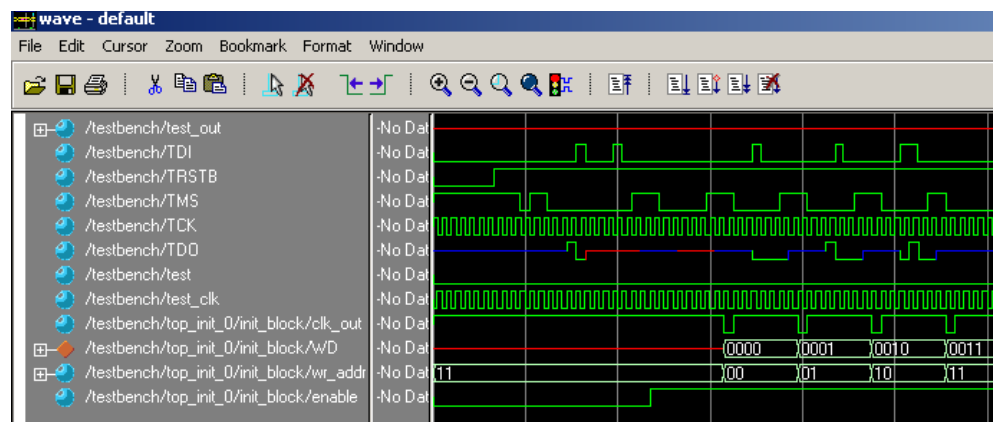 wave - default
File Edit Cursor Zoom Bookmark Format Window
/testbench/test_out -No Dat
/testbench/TDI -No Dat
/testbench/TRSTB -No Dat
/testbench/TMS -No Dat
/testbench/TCK -No Dat
/testbench/TDO -No Dat
/testbench/test -No Dat
/testbench/test_clk -No Dat
/testbench/top_init_0/init_block/clk_out -No Dat
/testbench/top_init_0/init_block/WD -No Dat 0000 0001 0010 0011
/testbench/top_init_0/init_block/wr_addr -No Dat 11 00 01 10 11
/testbench/top_init_0/init_block/enable -No Dat